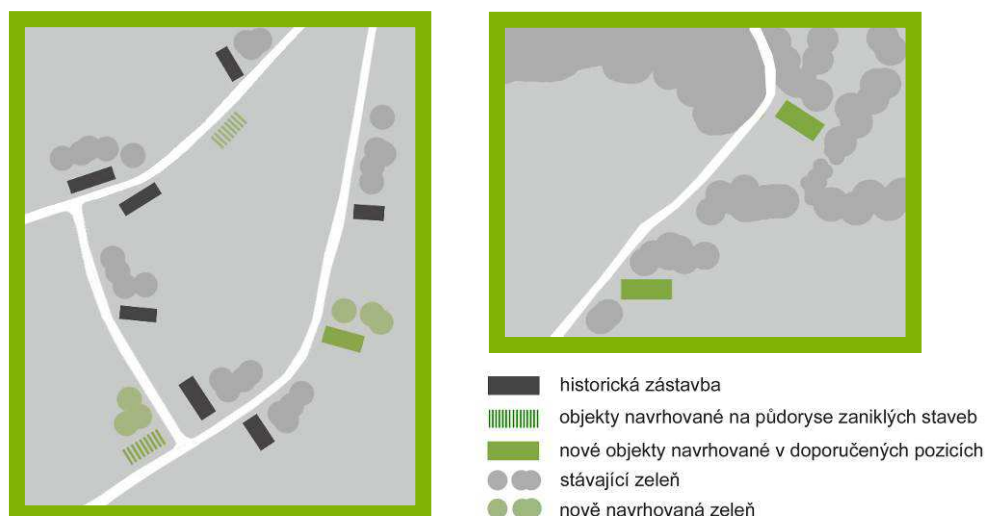 historická zástavba
objekty navrhované na půdoryse zaniklých staveb
nové objekty navrhované v doporučených pozicích
stávající zeleň
nově navrhovaná zeleň